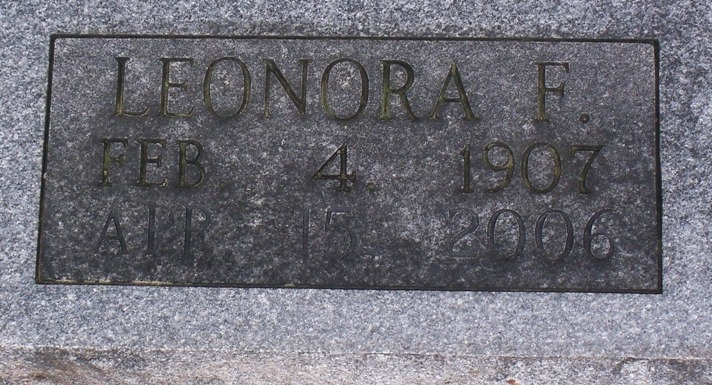 LEONORA F.
FEB 4. 1907
APR 15 2006